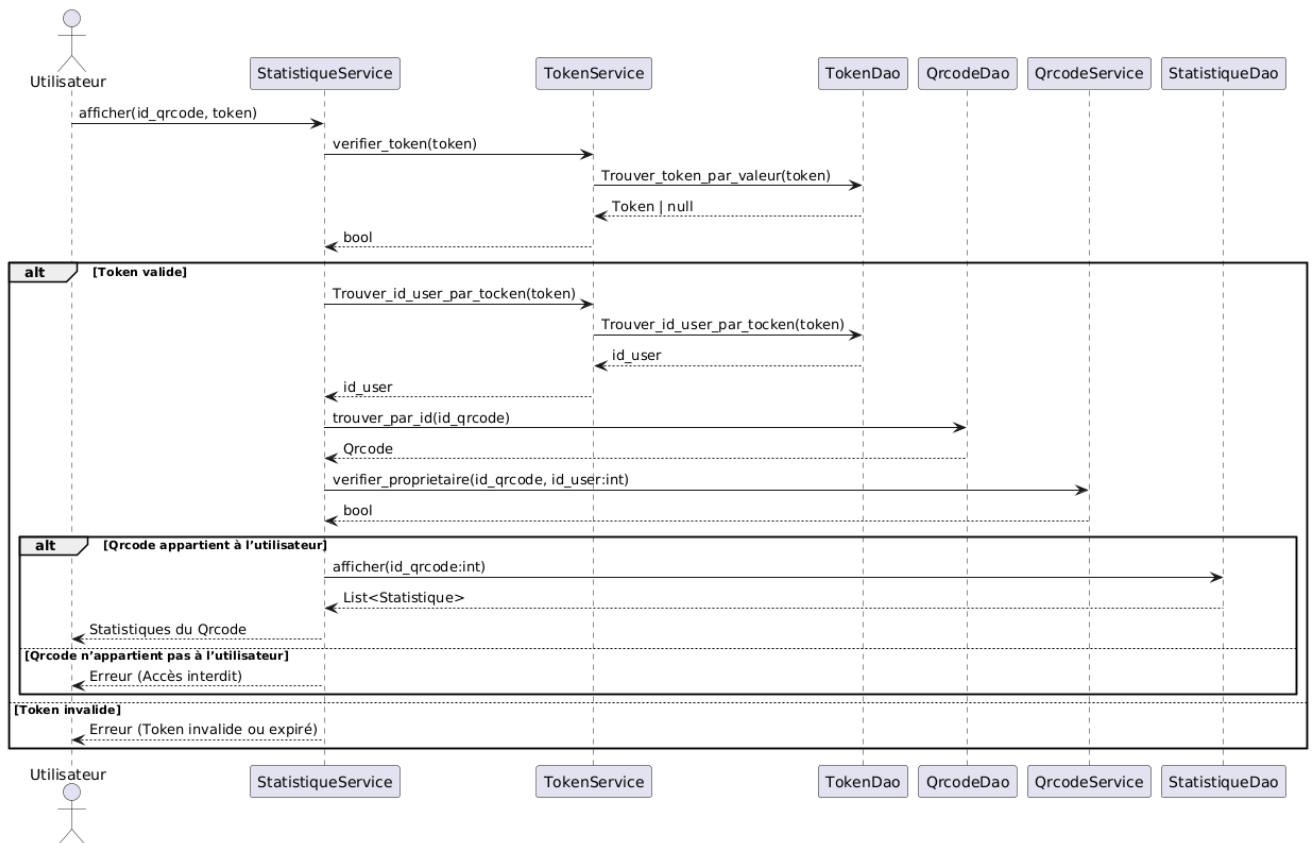 Utilisateur
StatistiqueService
TokenService
TokenDao
QrcodeDao
QrcodeService
StatistiqueDao
afficher(id_qrcode, token)
verifier_token(token)
Trouver_token_par_valeur(token)
Token | null
bool
alt
[Token valide]
Trouver_id_user_par_tocken(token)
Trouver_id_user_par_tocken(token)
id_user
id_user
trouver_par_id(id_qrcode)
Qrcode
verifier_proprietaire(id_qrcode, id_user:int)
bool
alt
[Qrcode appartient à l’utilisateur]
afficher(id_qrcode:int)
List<Statistique>
Statistiques du Qrcode
[Qrcode n’appartient pas à l’utilisateur]
Erreur (Accès interdit)
[Token invalide]
Erreur (Token invalide ou expiré)
Utilisateur
StatistiqueService
TokenService
TokenDao
QrcodeDao
QrcodeService
StatistiqueDao